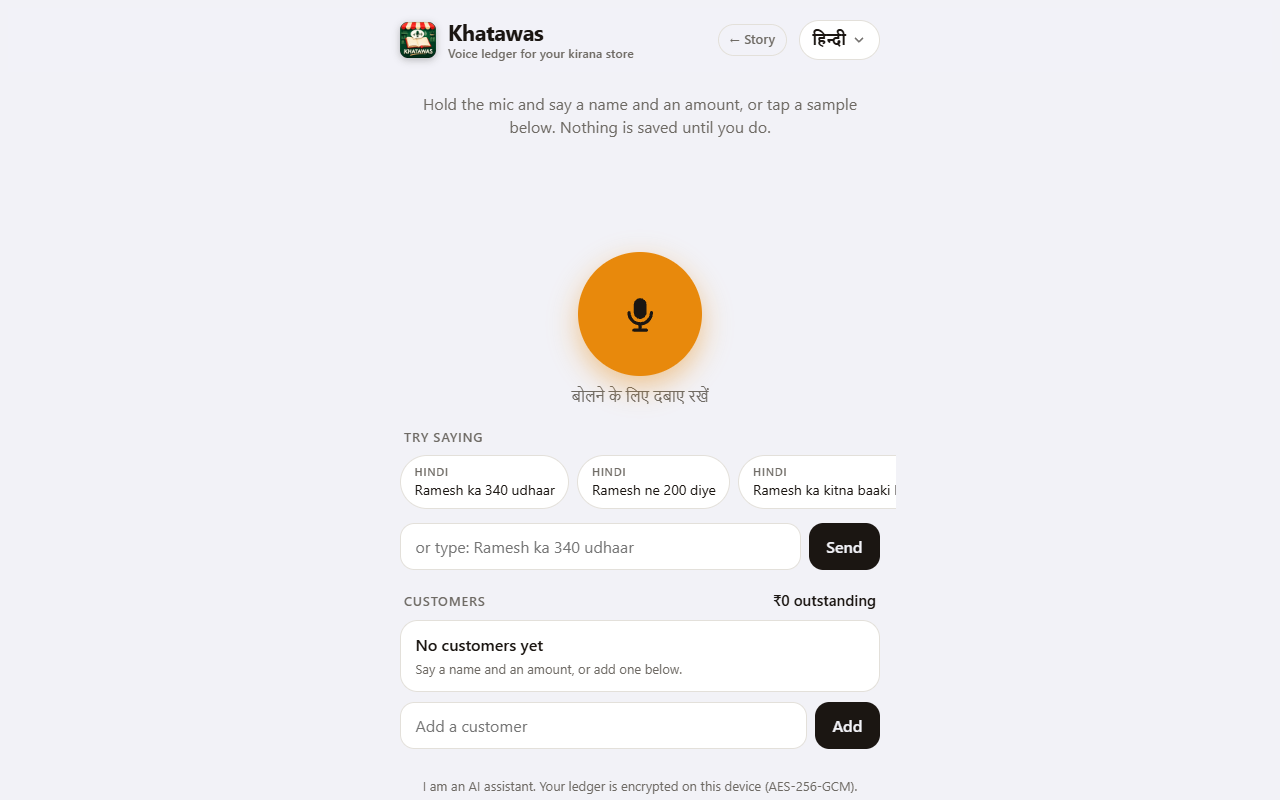 KHATAWAS
Khatawas
Voice ledger for your kirana store
← Story
हिन्दी
Hold the mic and say a name and an amount, or tap a sample
below. Nothing is saved until you do.
बोलने के लिए दबाए रखें
TRY SAYING
HINDI
Ramesh ka 340 udhaar
HINDI
Ramesh ne 200 diye
HINDI
Ramesh ka kitna baaki
or type: Ramesh ka 340 udhaar
Send
CUSTOMERS
₹0 outstanding
No customers yet
Say a name and an amount, or add one below.
Add a customer
Add
I am an AI assistant. Your ledger is encrypted on this device (AES-256-GCM).